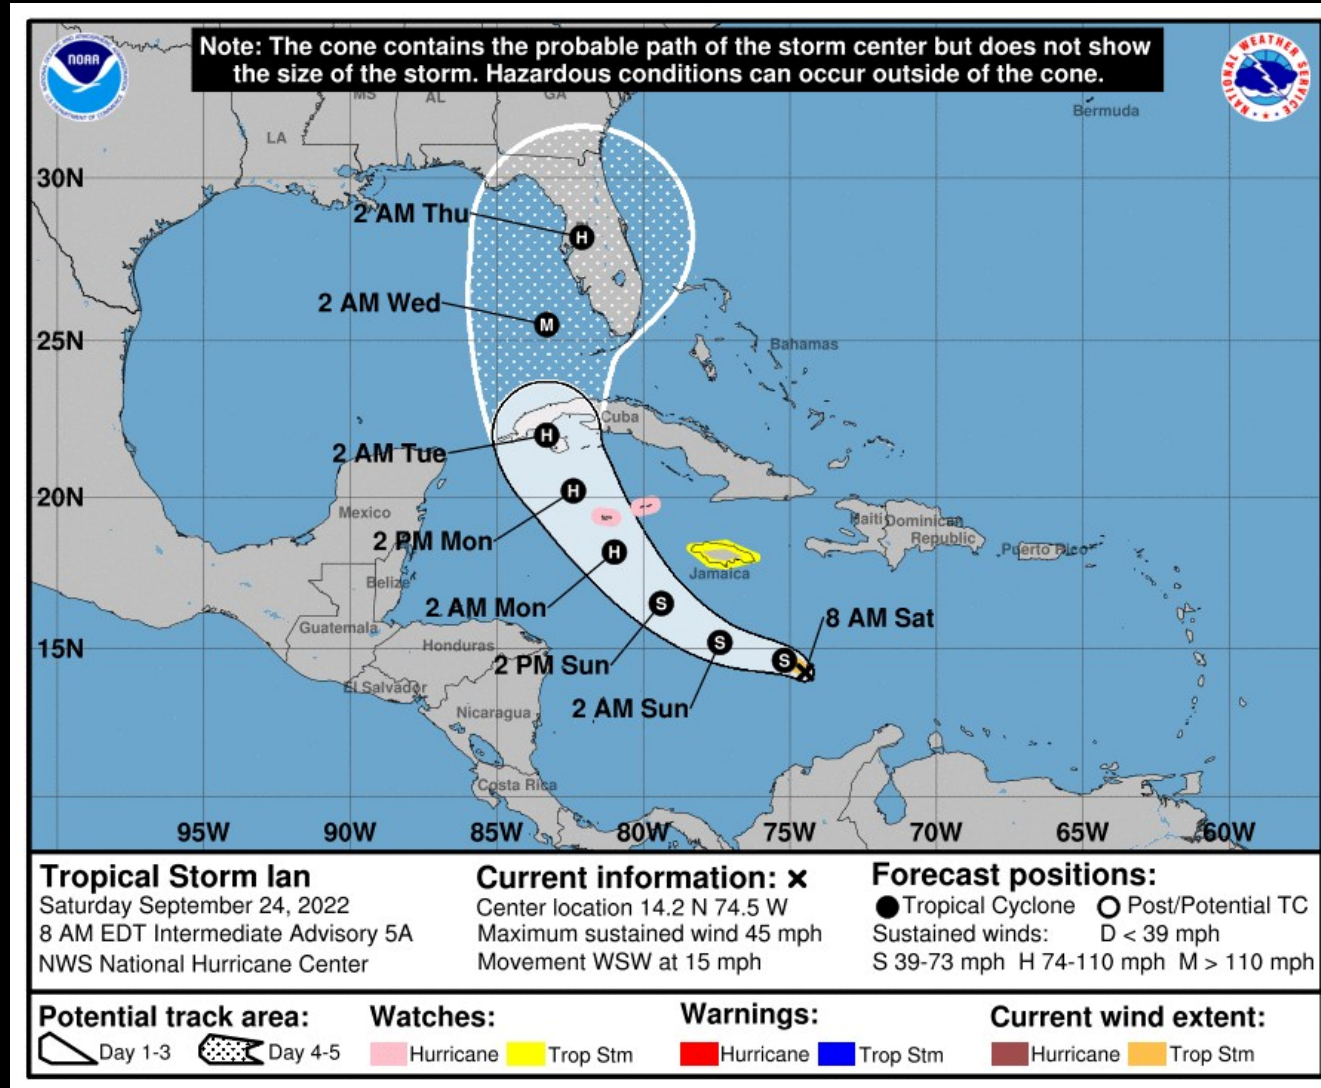 Note: The cone contains the probable path of the storm center but does not show
the size of the storm. Hazardous conditions can occur outside of the cone.
NOAA
NATIONAL WEATHER SERVICE
MS
AL
GA
LA
Bermuda
30N
2 AM Thu
H
2 AM Wed
M
25N
Bahamas
Cuba
2 AM Tue
H
20N
H
Mexico
2 PM Mon
Haiti
Dominican
Republic
Puerto Rico
H
Jamaica
Belize
2 AM Mon
S
8 AM Sat
Guatemala
Honduras
15N
2 PM Sun
S
S
El Salvador
2 AM Sun
Nicaragua
Costa Rica
95W
90W
85W
80W
75W
70W
65W
60W
Tropical Storm Ian
Saturday September 24, 2022
8 AM EDT Intermediate Advisory 5A
NWS National Hurricane Center
Current information: x
Center location 14.2 N 74.5 W
Maximum sustained wind 45 mph
Movement WSW at 15 mph
Forecast positions:
Tropical Cyclone Post/Potential TC
Sustained winds: D < 39 mph
S 39-73 mph H 74-110 mph M > 110 mph
Potential track area:
Day 1-3 Day 4-5
Watches:
Hurricane Trop Stm
Warnings:
Hurricane Trop Stm
Current wind extent:
Hurricane Trop Stm